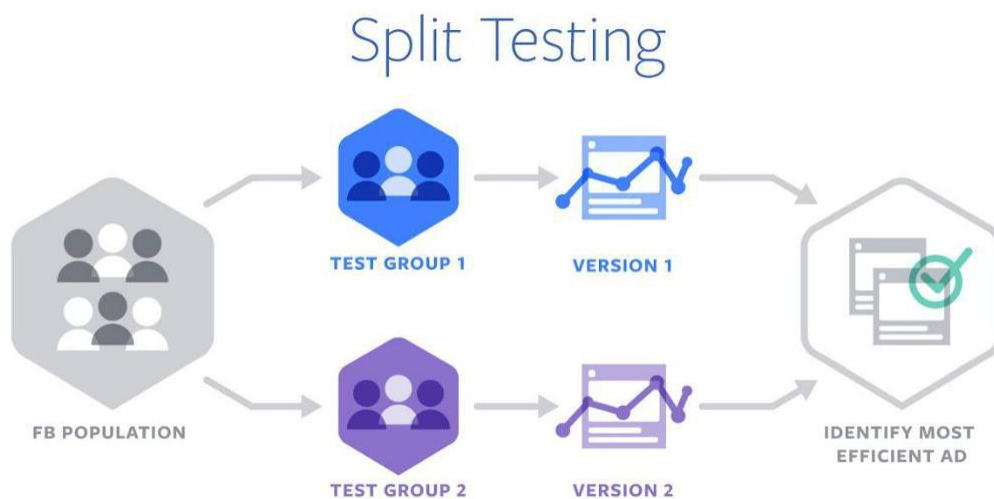 Split Testing
TEST GROUP 1
VERSION 1
FB POPULATION
IDENTIFY MOST
EFFICIENT AD
TEST GROUP 2
VERSION 2